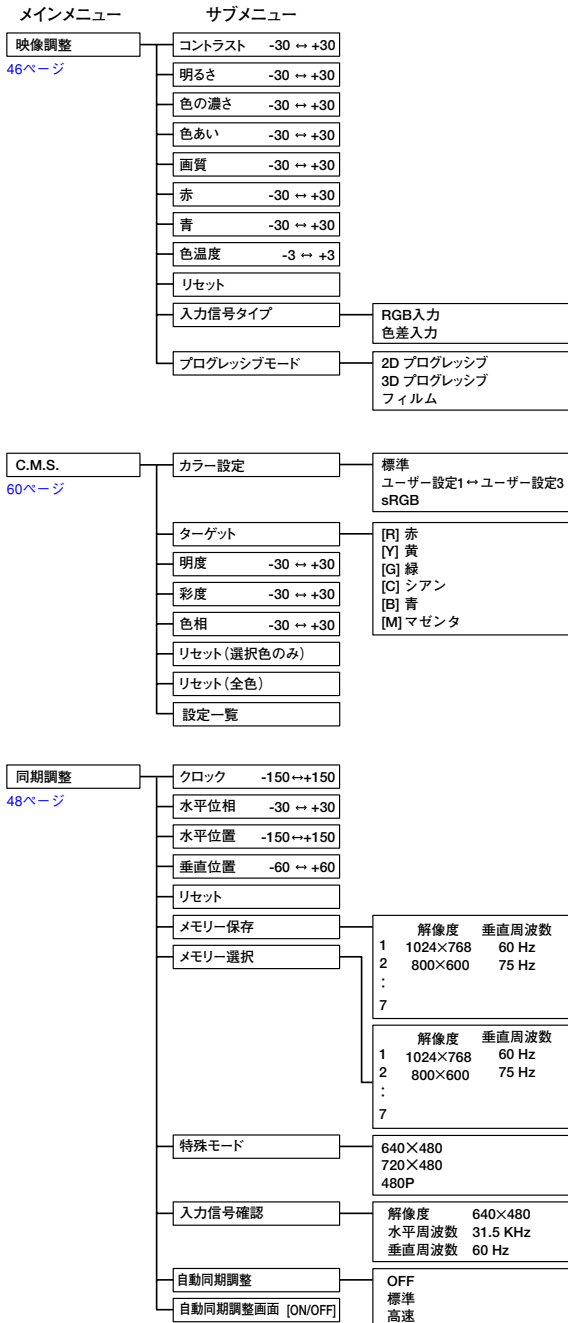 メインメニュー サブメニュー
映像調整
46ページ
コントラスト -30 ↔ +30
明るさ -30 ↔ +30
色の濃さ -30 ↔ +30
色あい -30 ↔ +30
画質 -30 ↔ +30
赤 -30 ↔ +30
青 -30 ↔ +30
色温度 -3 ↔ +3
リセット
入力信号タイプ
RGB入力
色差入力
プログレッシブモード
2D プログレッシブ
3D プログレッシブ
フィルム
C.M.S.
60ページ
カラー設定
標準
ユーザー設定1↔ユーザー設定3
sRGB
ターゲット
[R] 赤
[Y] 黄
[G] 緑
[C] シアン
[B] 青
[M] マゼンタ
明度 -30 ↔ +30
彩度 -30 ↔ +30
色相 -30 ↔ +30
リセット（選択色のみ）
リセット（全色）
設定一覧
同期調整
48ページ
クロック -150↔+150
水平位相 -30 ↔ +30
水平位置 -150↔+150
垂直位置 -60 ↔ +60
リセット
メモリー保存
解像度 垂直周波数
1 1024×768 60 Hz
2 800×600 75 Hz
:
7
メモリー選択
解像度 垂直周波数
1 1024×768 60 Hz
2 800×600 75 Hz
:
7
特殊モード
640×480
720×480
480P
入力信号確認
解像度 640×480
水平周波数 31.5 KHz
垂直周波数 60 Hz
自動同期調整
OFF
標準
高速
自動同期調整画面 [ON/OFF]